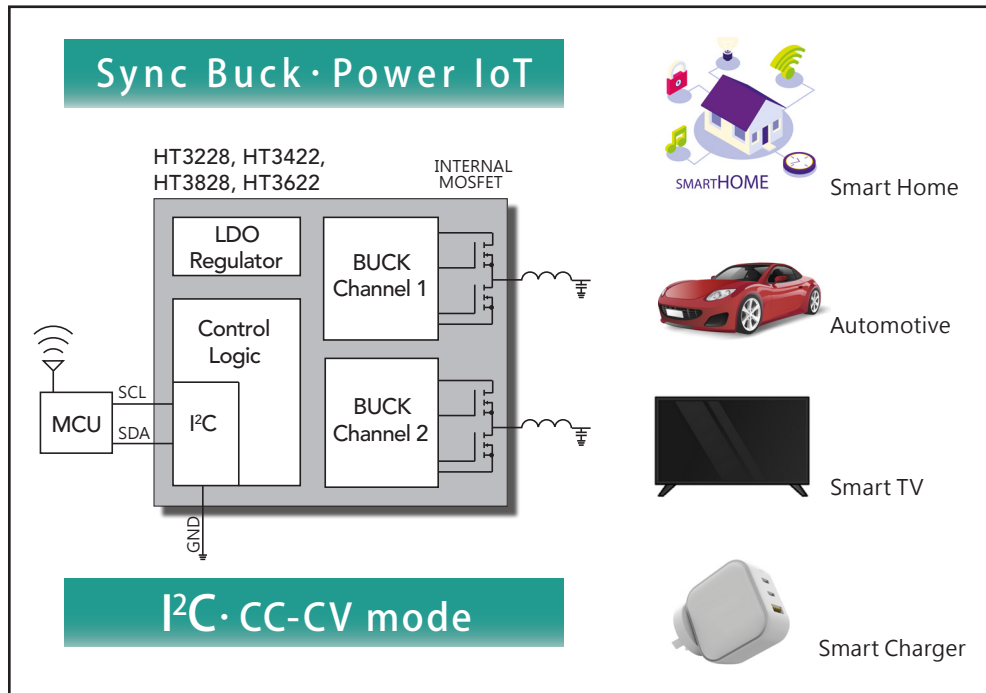 Sync Buck · Power IoT
HT3228, HT3422,
HT3828, HT3622
INTERNAL
MOSFET
LDO
Regulator
BUCK
Channel 1
Control
Logic
MCU
SCL
SDA
I²C
BUCK
Channel 2
GND
I²C · CC-CV mode
SMARTHOME
Smart Home
Automotive
Smart TV
Smart Charger